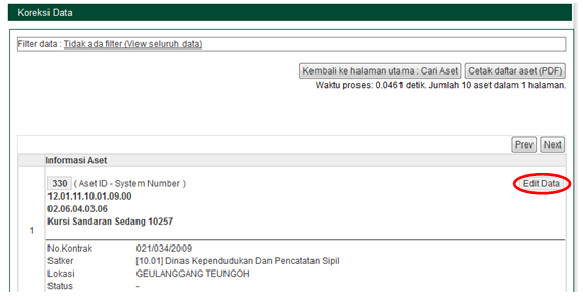 Koreksi Data
Filter data : Tidak ada filter (View seluruh data)
Kembali ke halaman utama : Cari Aset Cetak daftar aset (PDF)
Waktu proses: 0.0461 detik. Jumlah 10 aset dalam 1 halaman.
Prev Next
Informasi Aset
330 ( Aset ID - System Number ) Edit Data
12.01.11.10.01.09.00
02.06.04.03.06
Kursi Sandaran Sedang 10257
1
No.Kontrak 021/034/2009
Satker [10.01] Dinas Kependudukan Dan Pencatatan Sipil
Lokasi GEULANGGANG TEUNGOH
Status -